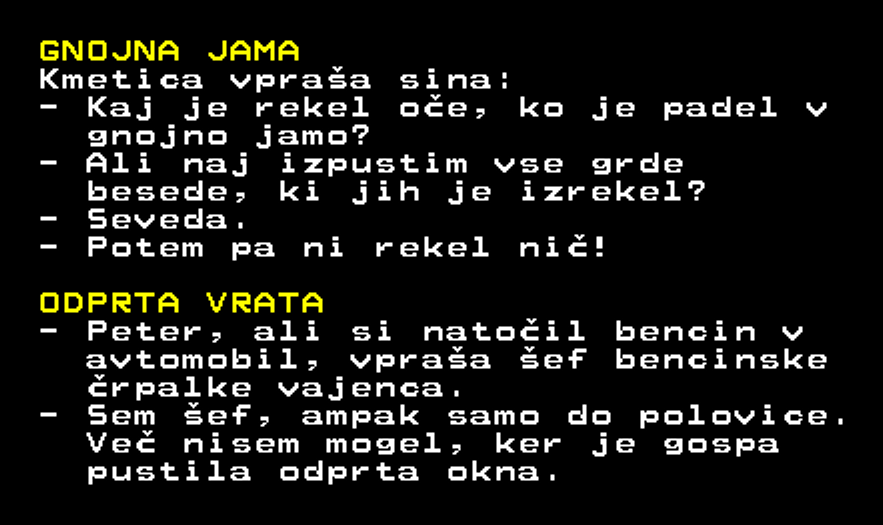 GNOJNA JAMA
Kmetica vpraša sina:
- Kaj je rekel oče, ko je padel v
gnojno jamo?
- Ali naj izpustim vse grde
besede, ki jih je izrekel?
- Seveda.
- Potem pa ni rekel nič!
ODPRTA VRATA
- Peter, ali si natočil bencin v
avtomobil, vpraša šef bencinske
črpalke vajenca.
- Sem šef, ampak samo do polovice.
Več nisem mogel, ker je gospa
pustila odprta okna.